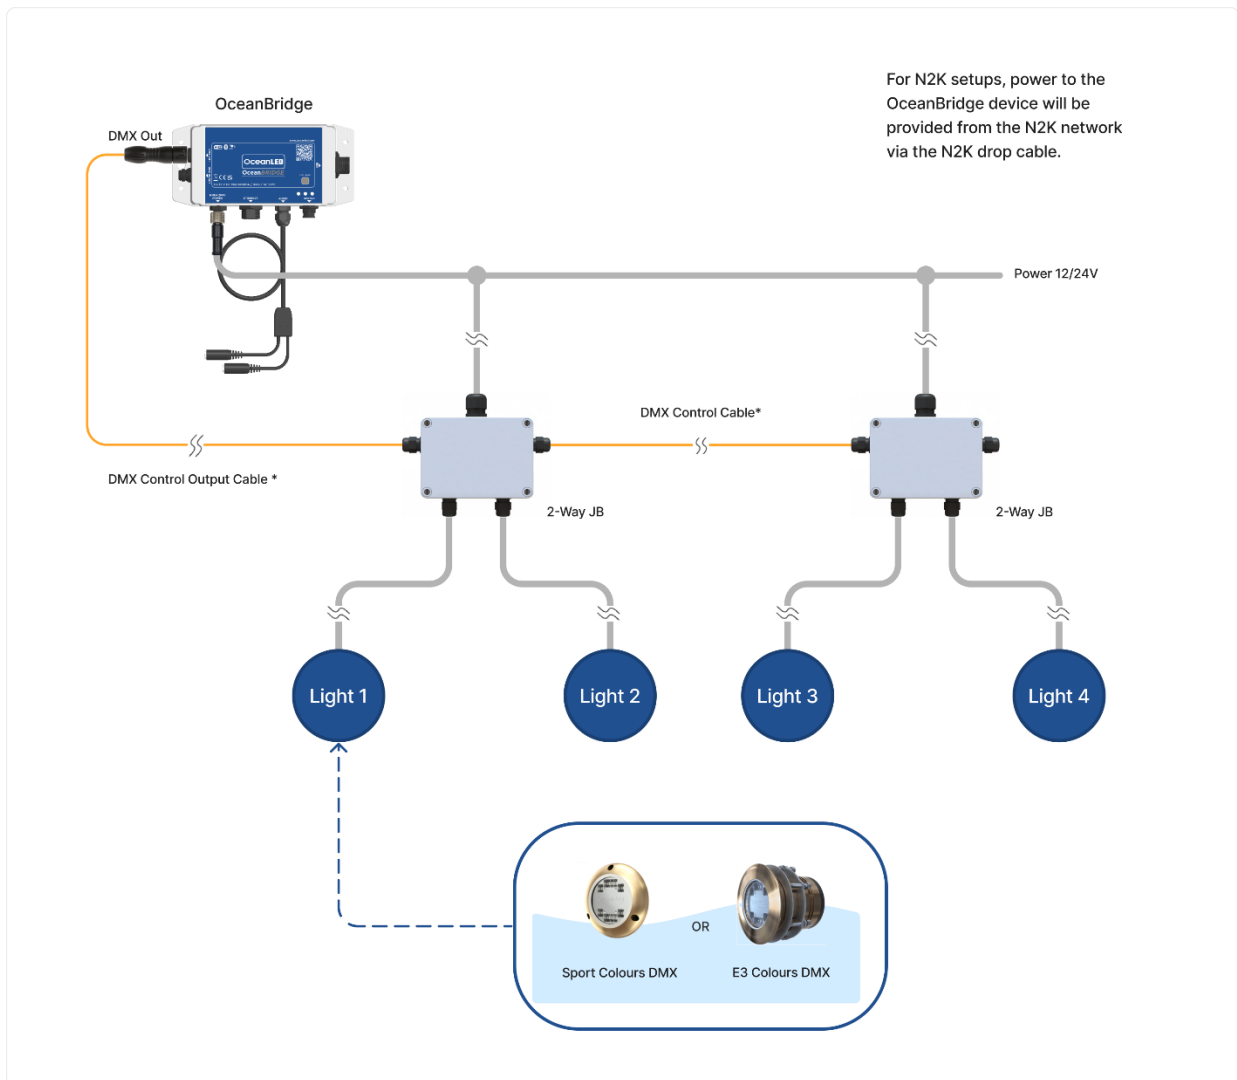 For N2K setups, power to the
OceanBridge device will be
provided from the N2K network
via the N2K drop cable.
OceanBridge
DMX Out
OceanLED
OceanBRIDGE
Power 12/24V
DMX Control Cable*
DMX Control Output Cable *
2-Way JB
2-Way JB
Light 1
Light 2
Light 3
Light 4
OR
Sport Colours DMX
E3 Colours DMX